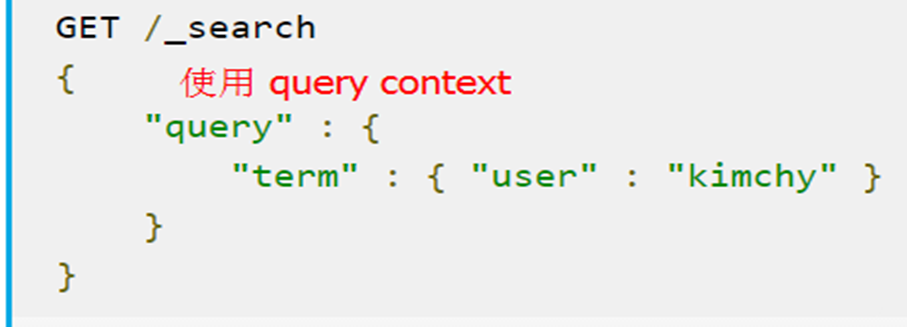 GET /_search
{ 使用 query context
"query" : {
"term" : { "user" : "kimchy" }
}
}